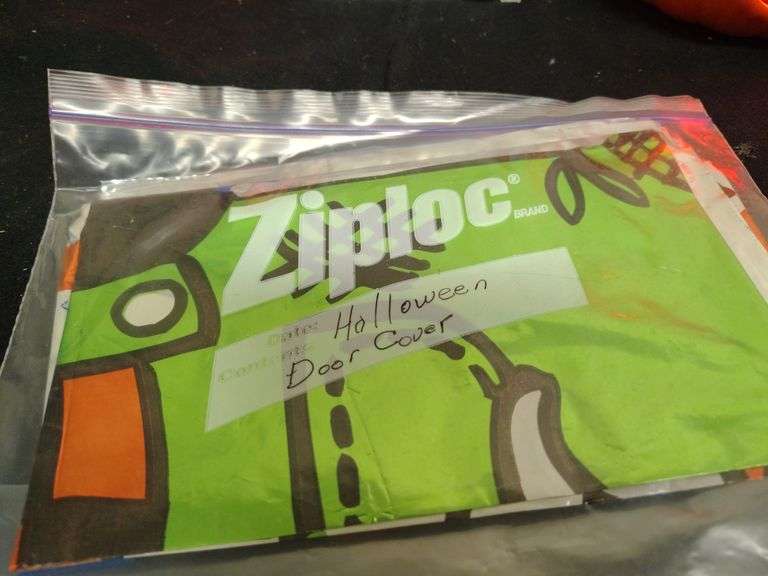 Ziploc®
BRAND
Date: Halloween
Contents: Door Cover